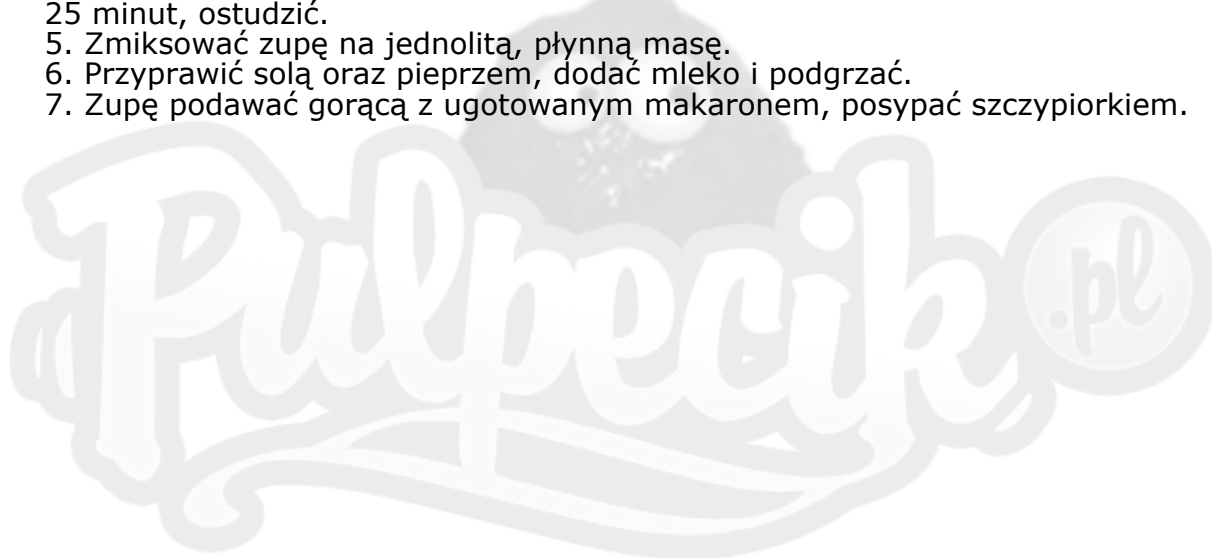 25 minut, ostudzić.
5. Zmiksować zupę na jednolitą, płynną masę.
6. Przyprawić solą oraz pieprzem, dodać mleko i podgrzać.
7. Zupę podawać gorącą z ugotowanym makaronem, posypać szczypiorkiem.
Pulpecik.pl